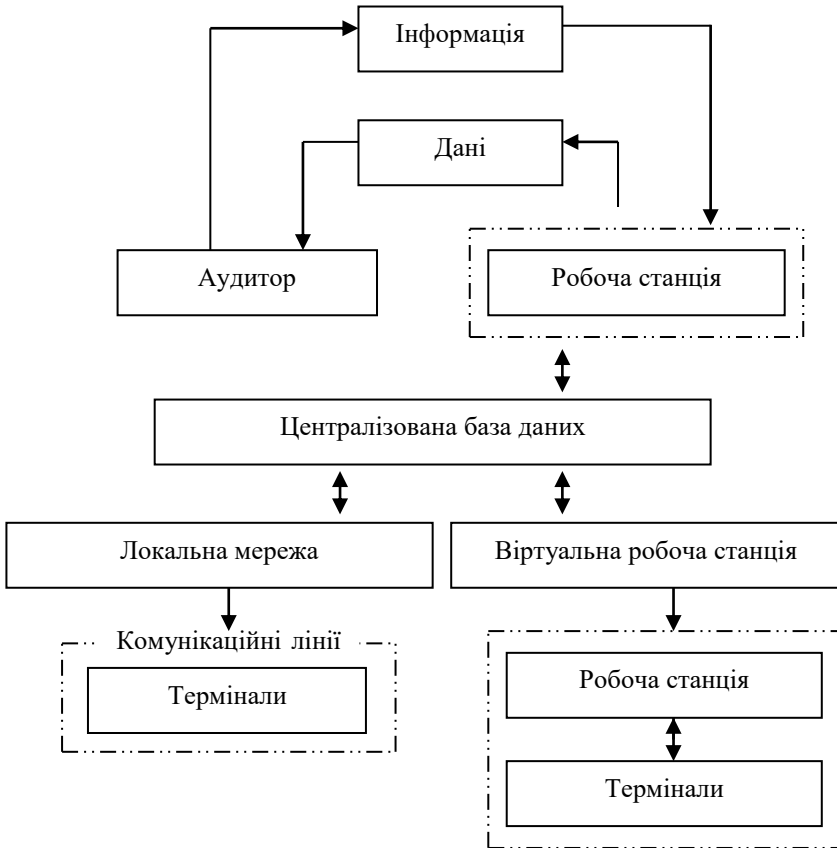 Інформація
Дані
Аудитор
Робоча станція
Централізована база даних
Локальна мережа
Віртуальна робоча станція
Комунікаційні лінії
Термінали
Робоча станція
Термінали